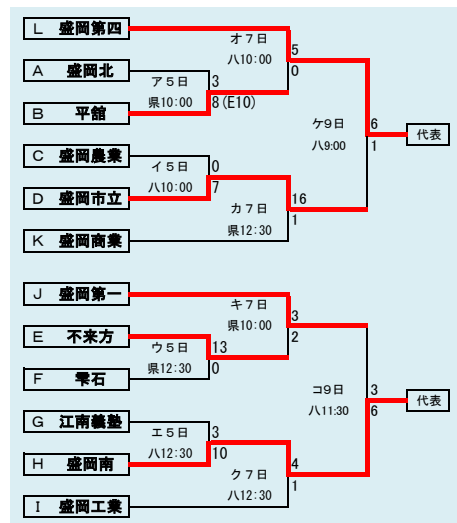 L 盛岡第四
オ７日
八10:00
5
0
A 盛岡北
ア５日
県10:00
3
8(E10)
B 平舘
ケ９日
八9:00
6
1
代表
C 盛岡農業
イ５日
八10:00
0
7
D 盛岡市立
カ７日
県12:30
16
1
K 盛岡商業
J 盛岡第一
キ７日
県10:00
3
2
E 不来方
ウ５日
県12:30
13
0
F 雫石
コ９日
八11:30
3
6
代表
G 江南義塾
エ５日
八12:30
3
10
H 盛岡南
ク７日
八12:30
4
1
I 盛岡工業